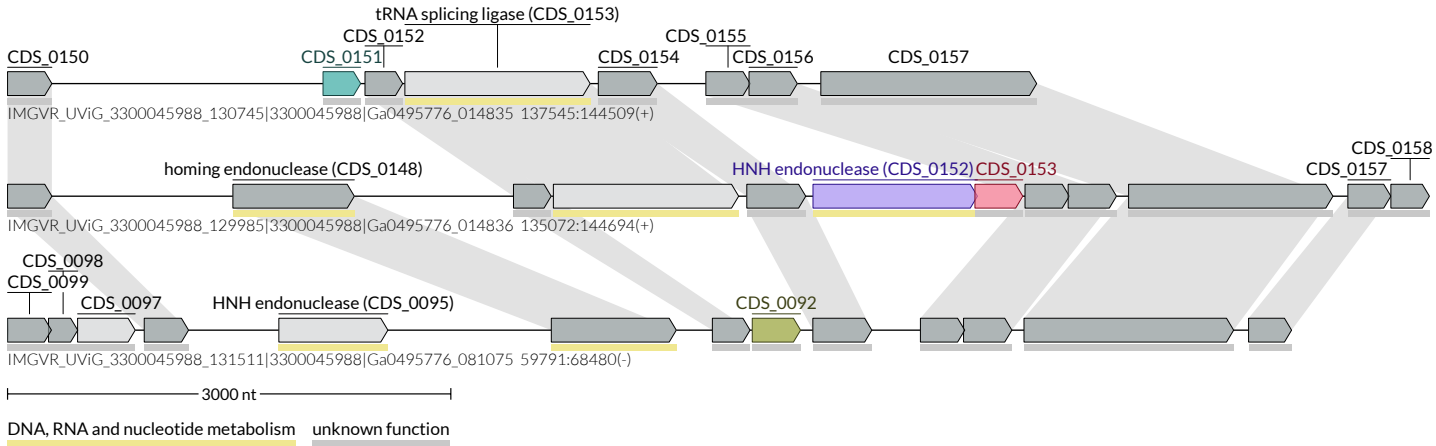 tRNA splicing ligase (CDS_0153)
CDS_0152 CDS_0155
CDS_0150 CDS_0151 CDS_0154 CDS_0156 CDS_0157
IMGVR_UViG_3300045988_130745|3300045988|Ga0495776_014835 137545:144509(+)
CDS_0158
homing endonuclease (CDS_0148) HNH endonuclease (CDS_0152) CDS_0153 CDS_0157
IMGVR_UViG_3300045988_129985|3300045988|Ga0495776_014836 135072:144694(+)
CDS_0098
CDS_0099
CDS_0097 HNH endonuclease (CDS_0095) CDS_0092
IMGVR_UViG_3300045988_131511|3300045988|Ga0495776_081075 59791:68480(-)
3000 nt
DNA, RNA and nucleotide metabolism unknown function